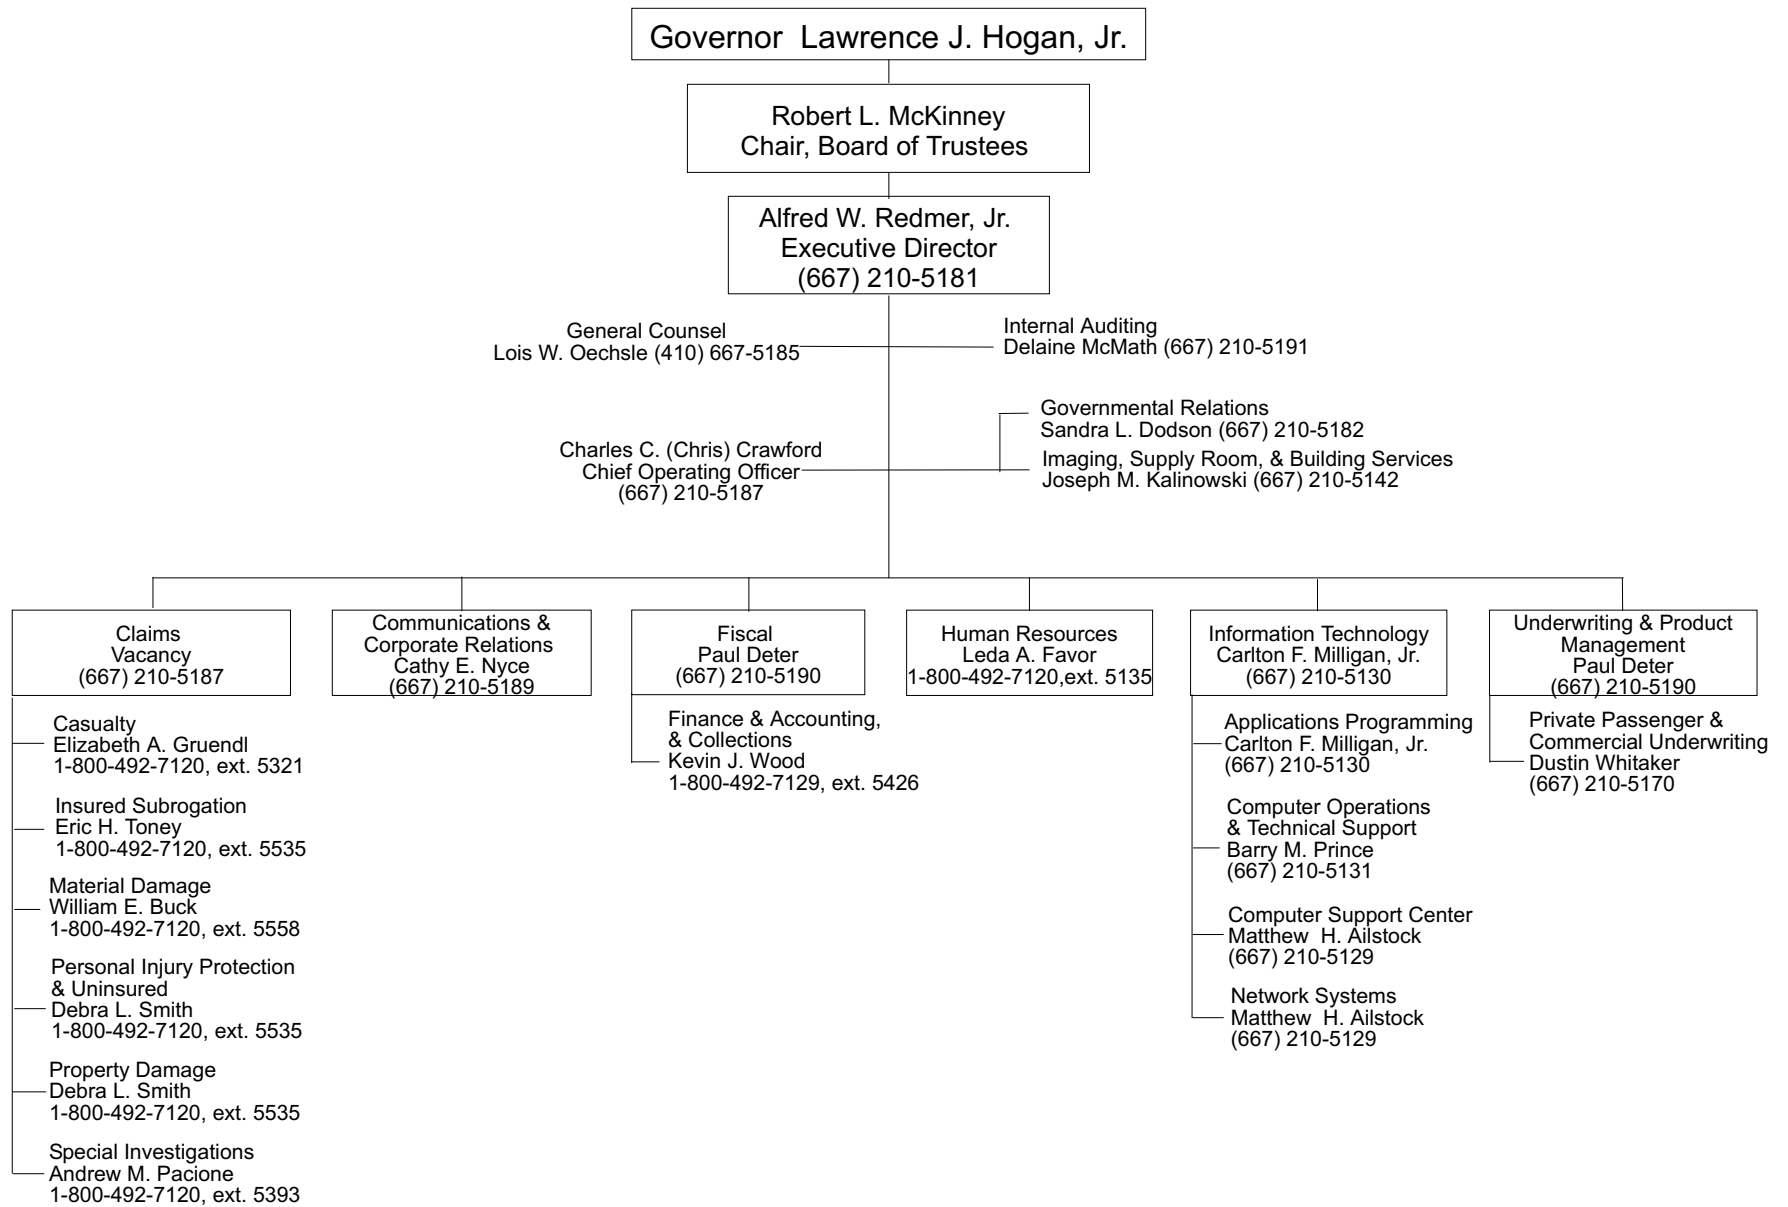 Governor  Lawrence J. Hogan, Jr.
Robert L. McKinney
Chair, Board of Trustees
Alfred W. Redmer, Jr.
Executive Director
(667) 210-5181
General Counsel
Lois W. Oechsle (410) 667-5185
Internal Auditing
Delaine McMath (667) 210-5191
Governmental Relations
Sandra L. Dodson (667) 210-5182
Charles C. (Chris) Crawford
Chief Operating Officer
(667) 210-5187
Imaging, Supply Room, & Building Services
Joseph M. Kalinowski (667) 210-5142
Claims
Vacancy
(667) 210-5187
Casualty
Elizabeth A. Gruendl
1-800-492-7120, ext. 5321
Insured Subrogation
Eric H. Toney
1-800-492-7120, ext. 5535
Material Damage
William E. Buck
1-800-492-7120, ext. 5558
Personal Injury Protection
& Uninsured
Debra L. Smith
1-800-492-7120, ext. 5535
Property Damage
Debra L. Smith
1-800-492-7120, ext. 5535
Special Investigations
Andrew M. Pacione
1-800-492-7120, ext. 5393
Communications &
Corporate Relations
Cathy E. Nyce
(667) 210-5189
Fiscal
Paul Deter
(667) 210-5190
Finance & Accounting,
& Collections
Kevin J. Wood
1-800-492-7129, ext. 5426
Human Resources
Leda A. Favor
1-800-492-7120,ext. 5135
Information Technology
Carlton F. Milligan, Jr.
(667) 210-5130
Applications Programming
Carlton F. Milligan, Jr.
(667) 210-5130
Computer Operations
& Technical Support
Barry M. Prince
(667) 210-5131
Computer Support Center
Matthew  H. Ailstock
(667) 210-5129
Network Systems
Matthew  H. Ailstock
(667) 210-5129
Underwriting & Product
Management
Paul Deter
(667) 210-5190
Private Passenger &
Commercial Underwriting
Dustin Whitaker
(667) 210-5170